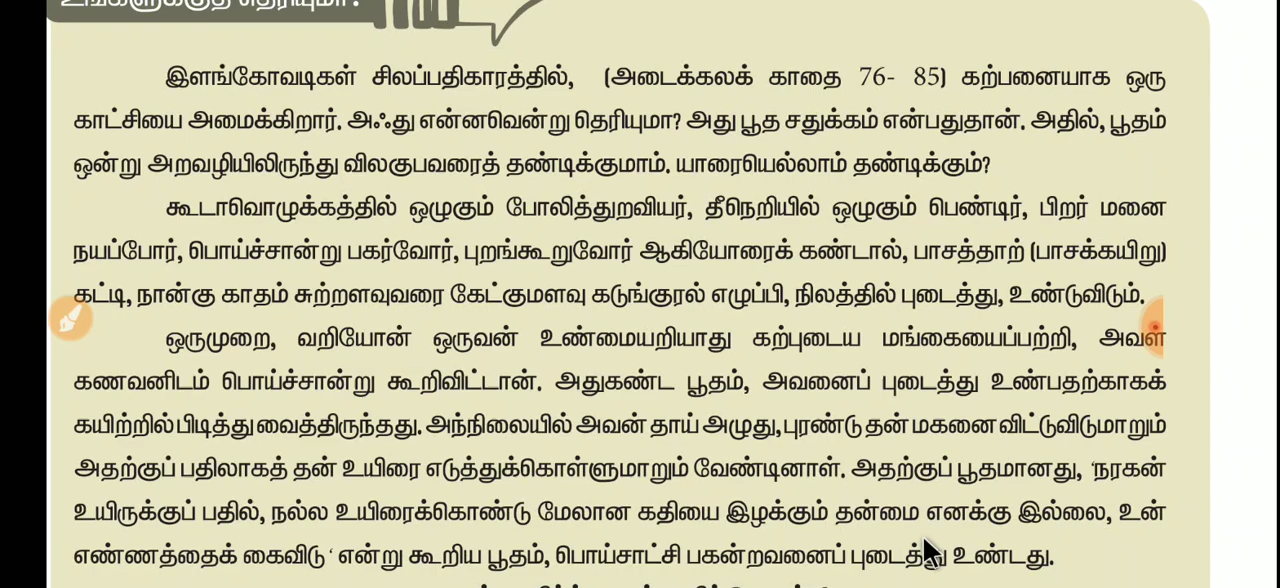 உங்களுக்குத் தெரியுமா?
இளங்கோவடிகள் சிலப்பதிகாரத்தில், (அடைக்கலக் காதை 76- 85) கற்பனையாக ஒரு
காட்சியை அமைக்கிறார். அஃது என்னவென்று தெரியுமா? அது பூத சதுக்கம் என்பதுதான். அதில், பூதம்
ஒன்று அறவழியிலிருந்து விலகுபவரைத் தண்டிக்குமாம். யாரையெல்லாம் தண்டிக்கும்?
கூடாவொழுக்கத்தில் ஒழுகும் போலித்துறவியர், தீநெறியில் ஒழுகும் பெண்டிர், பிறர் மனை
நயப்போர், பொய்ச்சான்று பகர்வோர், புறங்கூறுவோர் ஆகியோரைக் கண்டால், பாசத்தாற் (பாசக்கயிறு)
கட்டி, நான்கு காதம் சுற்றளவுவரை கேட்குமளவு கடுங்குரல் எழுப்பி, நிலத்தில் புடைத்து, உண்டுவிடும்.
ஒருமுறை, வறியோன் ஒருவன் உண்மையறியாது கற்புடைய மங்கையைப்பற்றி, அவள்
கணவனிடம் பொய்ச்சான்று கூறிவிட்டான். அதுகண்ட பூதம், அவனைப் புடைத்து உண்பதற்காகக்
கயிற்றில் பிடித்து வைத்திருந்தது. அந்நிலையில் அவன் தாய் அழுது, புரண்டு தன் மகனை விட்டுவிடுமாறும்
அதற்குப் பதிலாகத் தன் உயிரை எடுத்துக்கொள்ளுமாறும் வேண்டினாள். அதற்குப் பூதமானது, 'நரகன்
உயிருக்குப் பதில், நல்ல உயிரைக்கொண்டு மேலான கதியை இழக்கும் தன்மை எனக்கு இல்லை, உன்
எண்ணத்தைக் கைவிடு' என்று கூறிய பூதம், பொய்சாட்சி பகன்றவனைப் புடைத்து உண்டது.